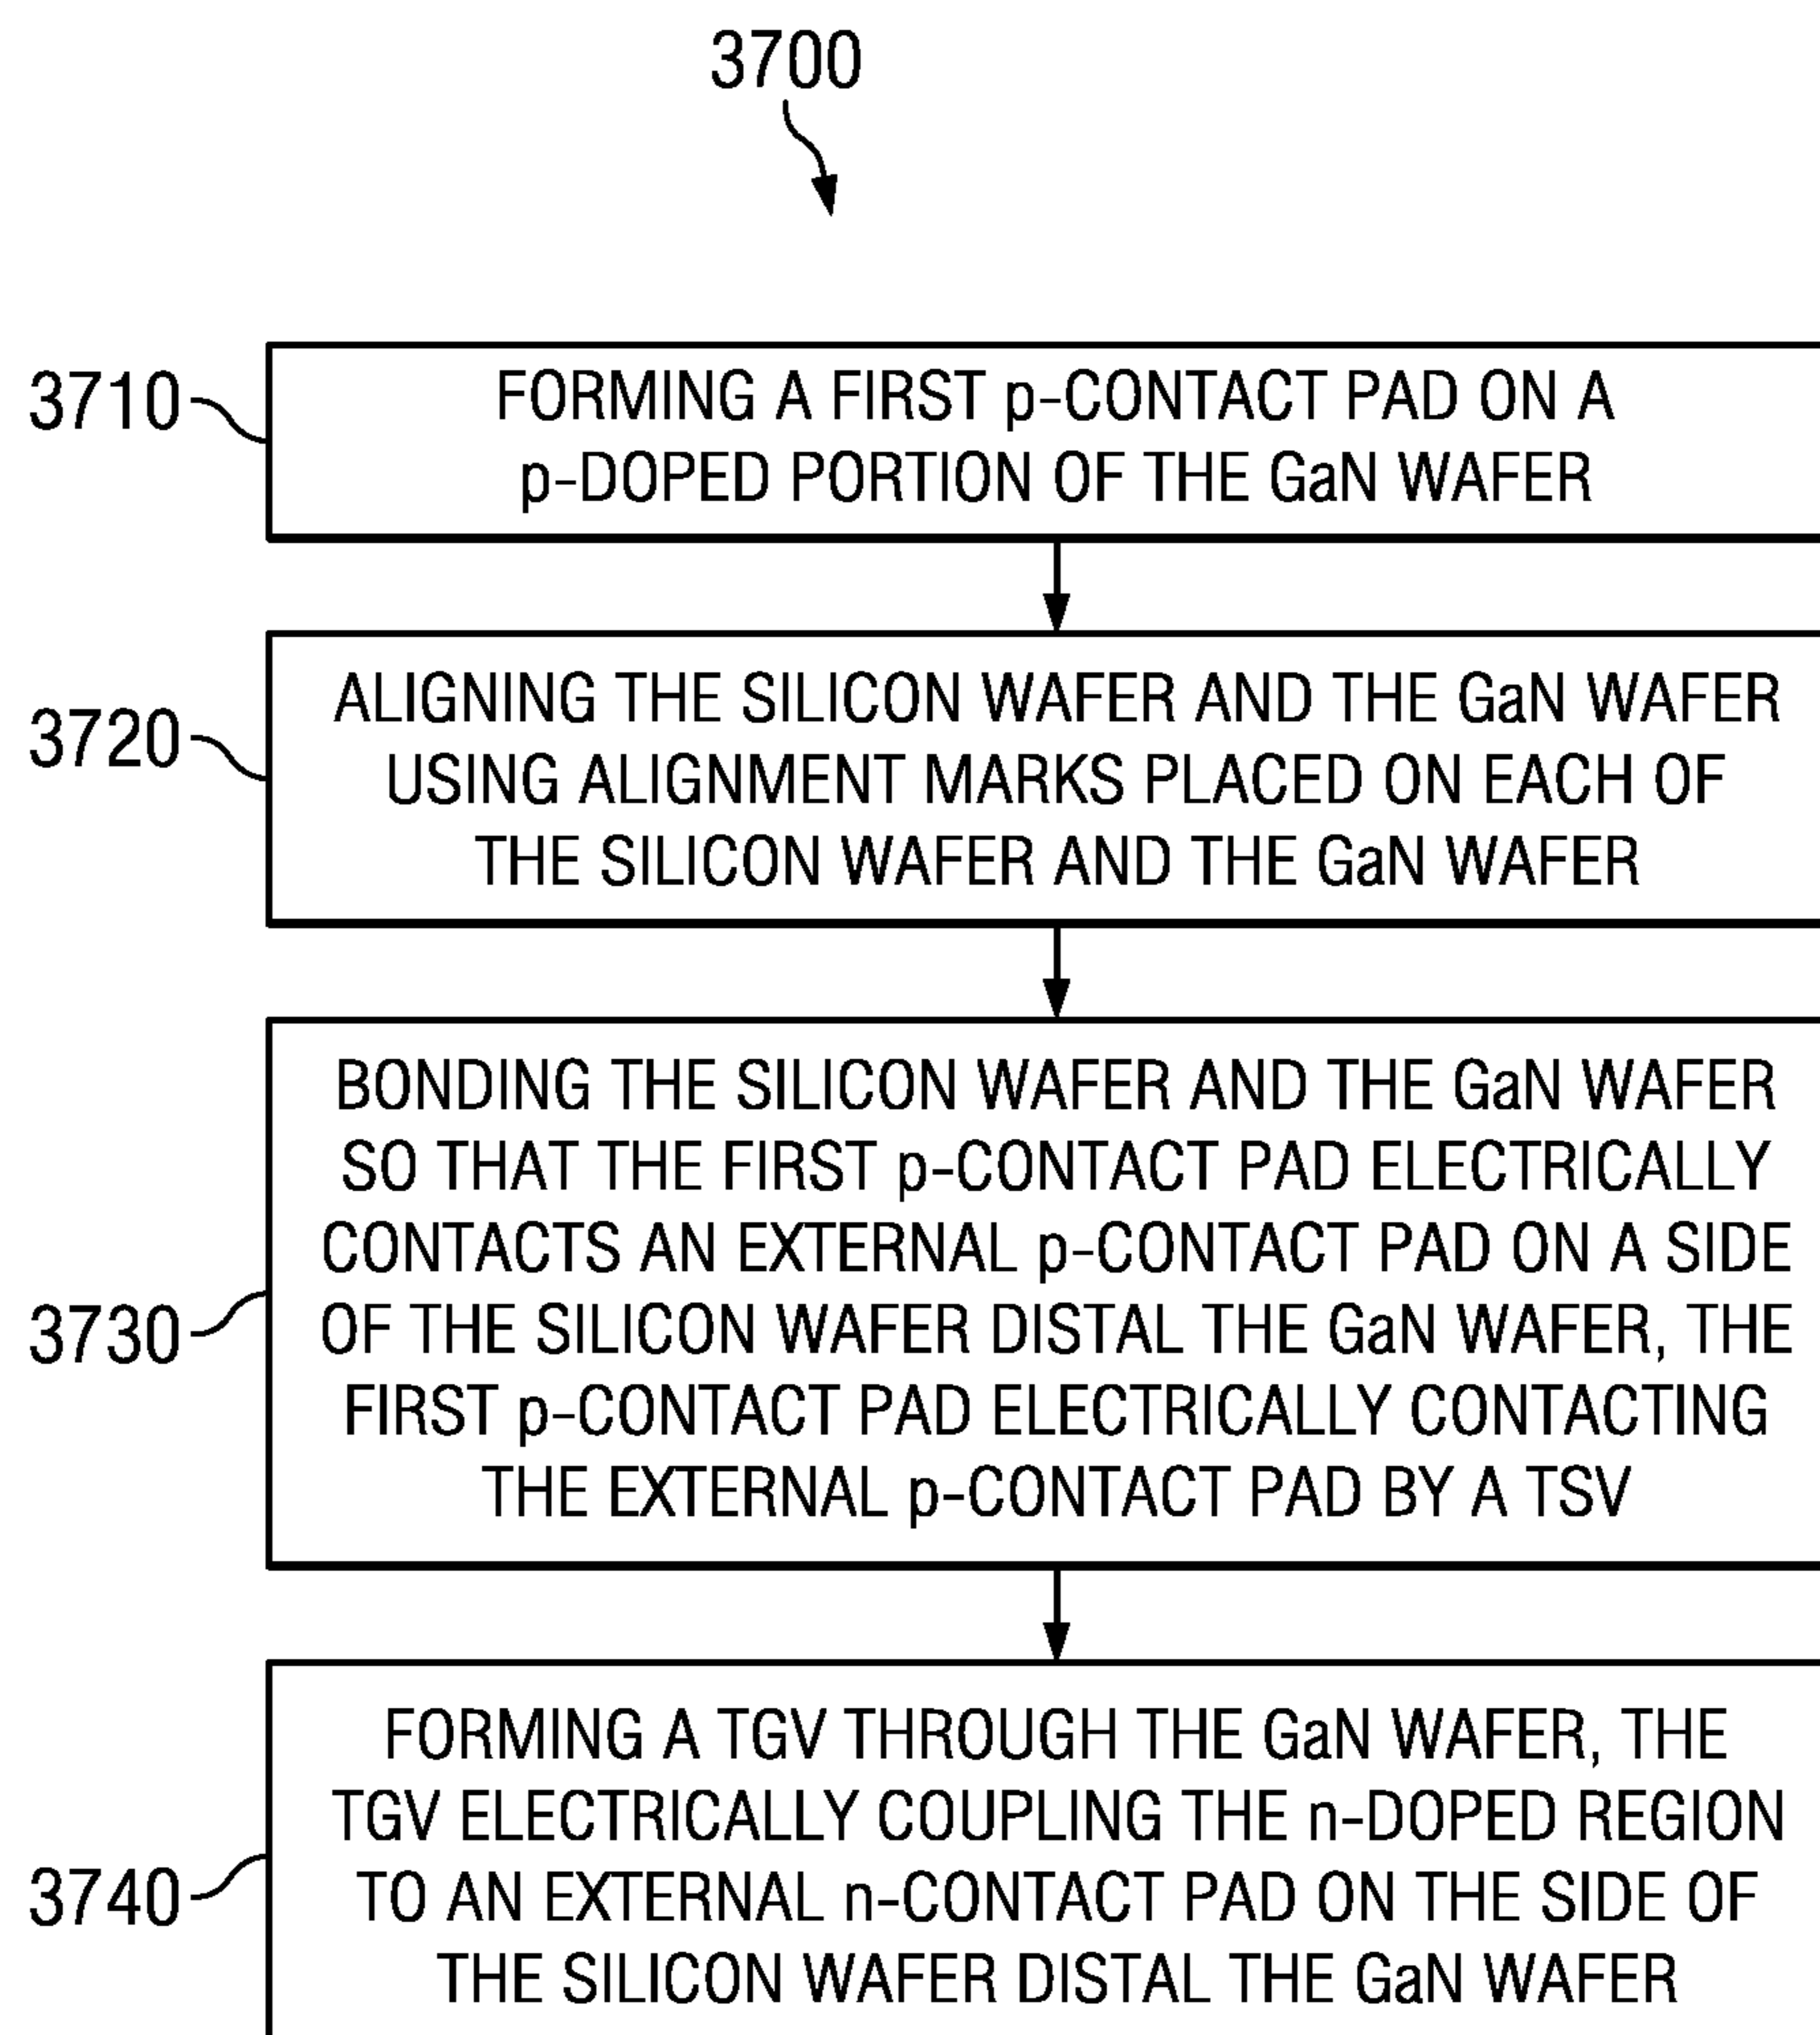 3700
3710
FORMING A FIRST p-CONTACT PAD ON A
p-DOPED PORTION OF THE GaN WAFER
3720
ALIGNING THE SILICON WAFER AND THE GaN WAFER
USING ALIGNMENT MARKS PLACED ON EACH OF
THE SILICON WAFER AND THE GaN WAFER
3730
BONDING THE SILICON WAFER AND THE GaN WAFER
SO THAT THE FIRST p-CONTACT PAD ELECTRICALLY
CONTACTS AN EXTERNAL p-CONTACT PAD ON A SIDE
OF THE SILICON WAFER DISTAL THE GaN WAFER, THE
FIRST p-CONTACT PAD ELECTRICALLY CONTACTING
THE EXTERNAL p-CONTACT PAD BY A TSV
3740
FORMING A TGV THROUGH THE GaN WAFER, THE
TGV ELECTRICALLY COUPLING THE n-DOPED REGION
TO AN EXTERNAL n-CONTACT PAD ON THE SIDE OF
THE SILICON WAFER DISTAL THE GaN WAFER